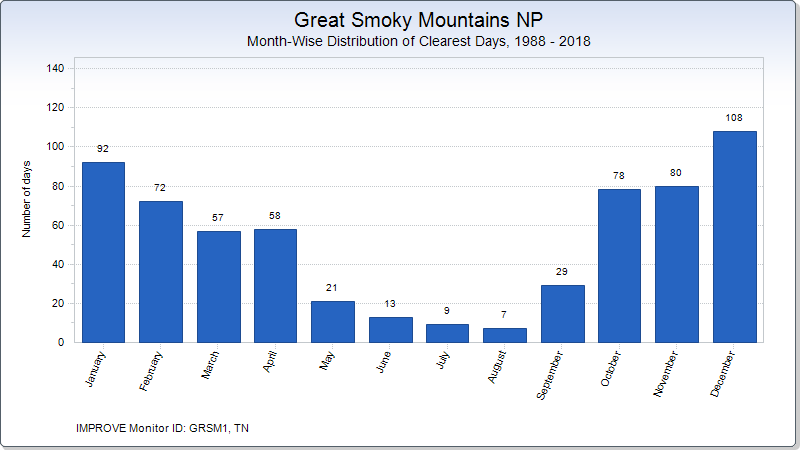 Great Smoky Mountains NP
Month-Wise Distribution of Clearest Days, 1988 - 2018
Number of days
140
120
100
80
60
40
20
0
92
72
57
58
21
13
9
7
29
78
80
108
January
February
March
April
May
June
July
August
September
October
November
December
IMPROVE Monitor ID: GRSM1, TN